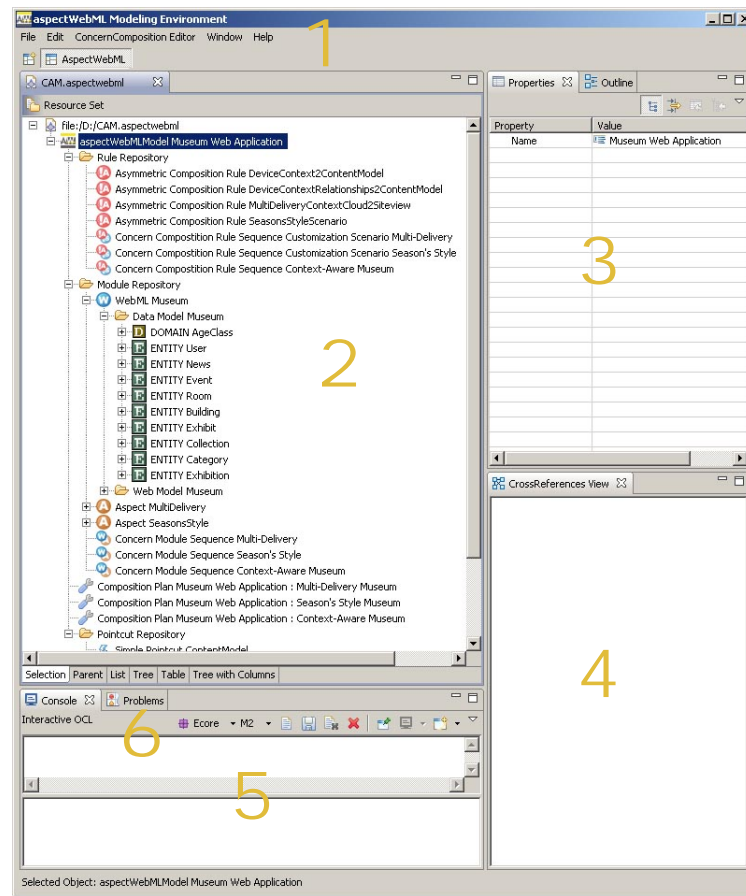 aspectWebML Modeling Environment
File Edit ConcernComposition Editor Window Help
1
AspectWebML
CAM.aspectwebml
Resource Set
file:/D:/CAM.aspectwebml
aspectWebMLModel Museum Web Application
Rule Repository
Asymmetric Composition Rule DeviceContext2ContentModel
Asymmetric Composition Rule DeviceContextRelationships2ContentModel
Asymmetric Composition Rule MultiDeliveryContextCloud2Siteview
Asymmetric Composition Rule SeasonsStyleScenario
Concern Compostition Rule Sequence Customization Scenario Multi-Delivery
Concern Compostition Rule Sequence Customization Scenario Season's Style
Concern Compostition Rule Sequence Context-Aware Museum
Module Repository
WebML Museum
Data Model Museum
DOMAIN AgeClass
ENTITY User
ENTITY News
ENTITY Event
ENTITY Room
ENTITY Building
ENTITY Exhibit
ENTITY Collection
ENTITY Category
ENTITY Exhibition
Web Model Museum
Aspect MultiDelivery
Aspect SeasonsStyle
Concern Module Sequence Multi-Delivery
Concern Module Sequence Season's Style
Concern Module Sequence Context-Aware Museum
Composition Plan Museum Web Application : Multi-Delivery Museum
Composition Plan Museum Web Application : Season's Style Museum
Composition Plan Museum Web Application : Context-Aware Museum
Pointcut Repository
Simple Pointcut ContentModel
2
Selection Parent List Tree Table Tree with Columns
Properties Outline
Property Value
Name Museum Web Application
3
CrossReferences View
4
Console Problems
Interactive OCL Ecore M2
6
5
Selected Object: aspectWebMLModel Museum Web Application